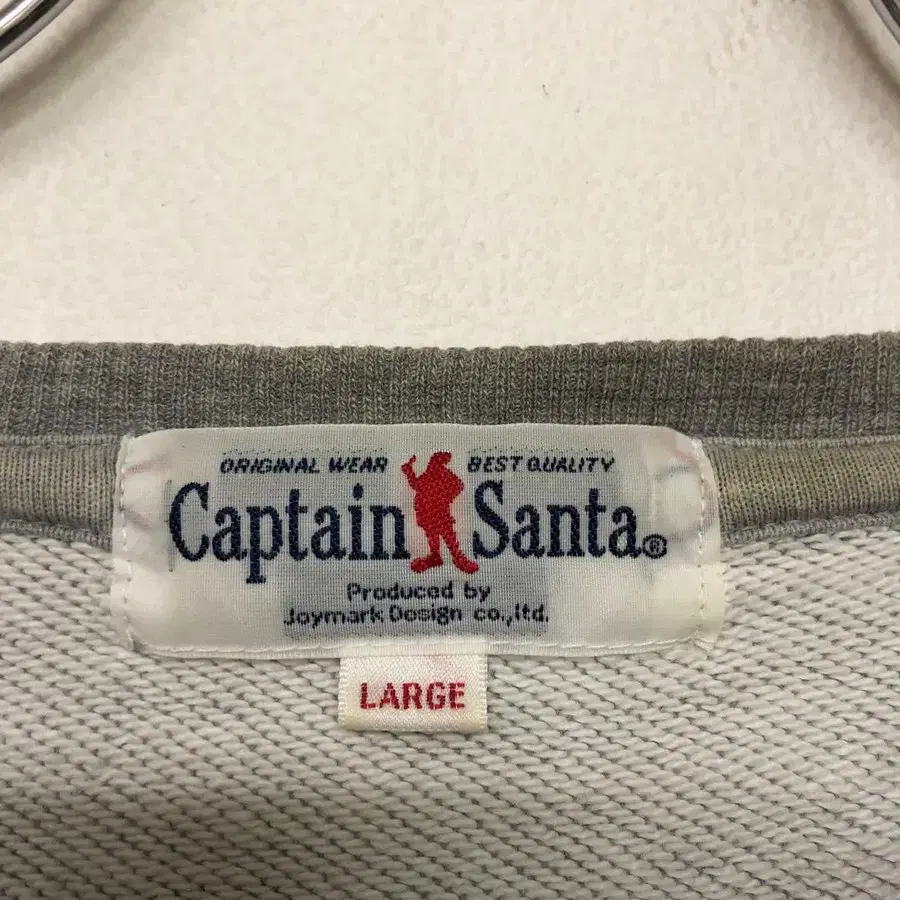 ORIGINAL WEAR BEST QUALITY
Captain Santa®
Produced by
Joymark Design co.,ltd.
LARGE